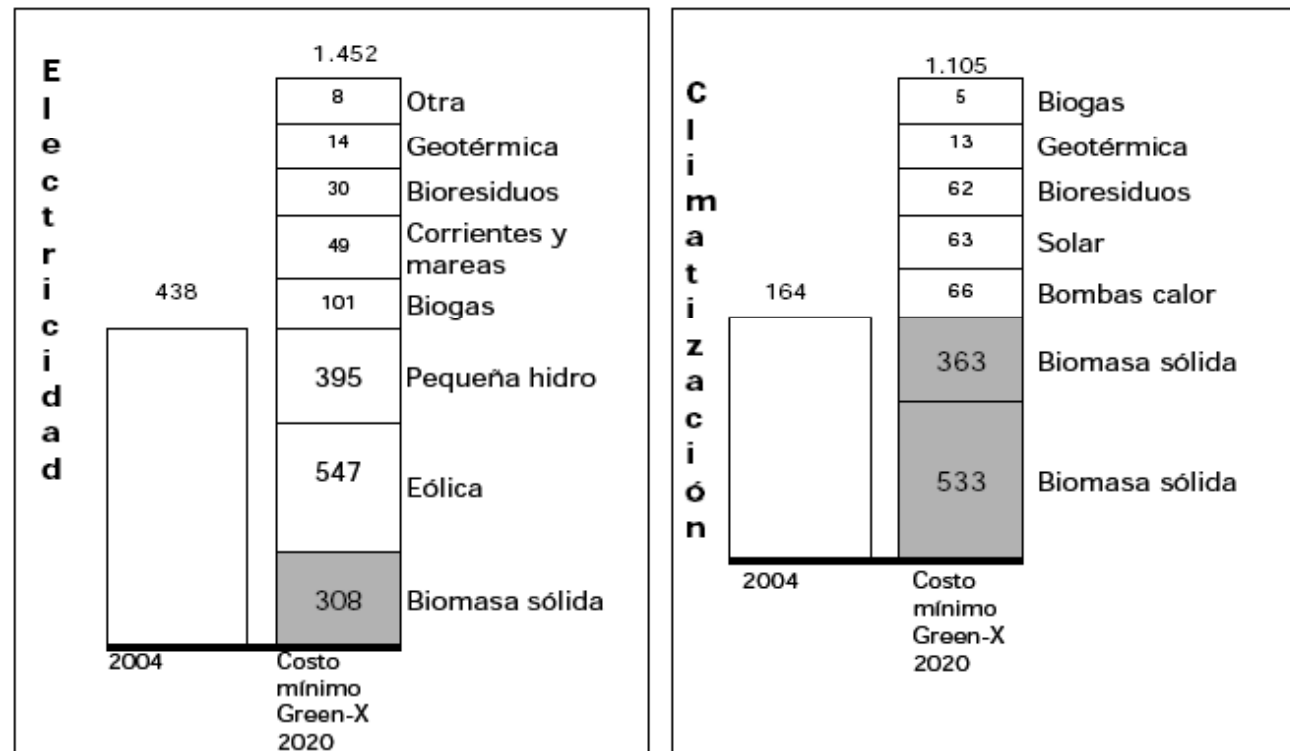 Electricidad
1.452
8 Otra
14 Geotérmica
30 Bioresiduos
49 Corrientes y
mareas
438
101 Biogas
395 Pequeña hidro
547 Eólica
308 Biomasa sólida
2004
Costo
mínimo
Green-X
2020
Climatización
1.105
5 Biogas
13 Geotérmica
62 Bioresiduos
63 Solar
164
66 Bombas calor
363 Biomasa sólida
533 Biomasa sólida
2004
Costo
mínimo
Green-X
2020